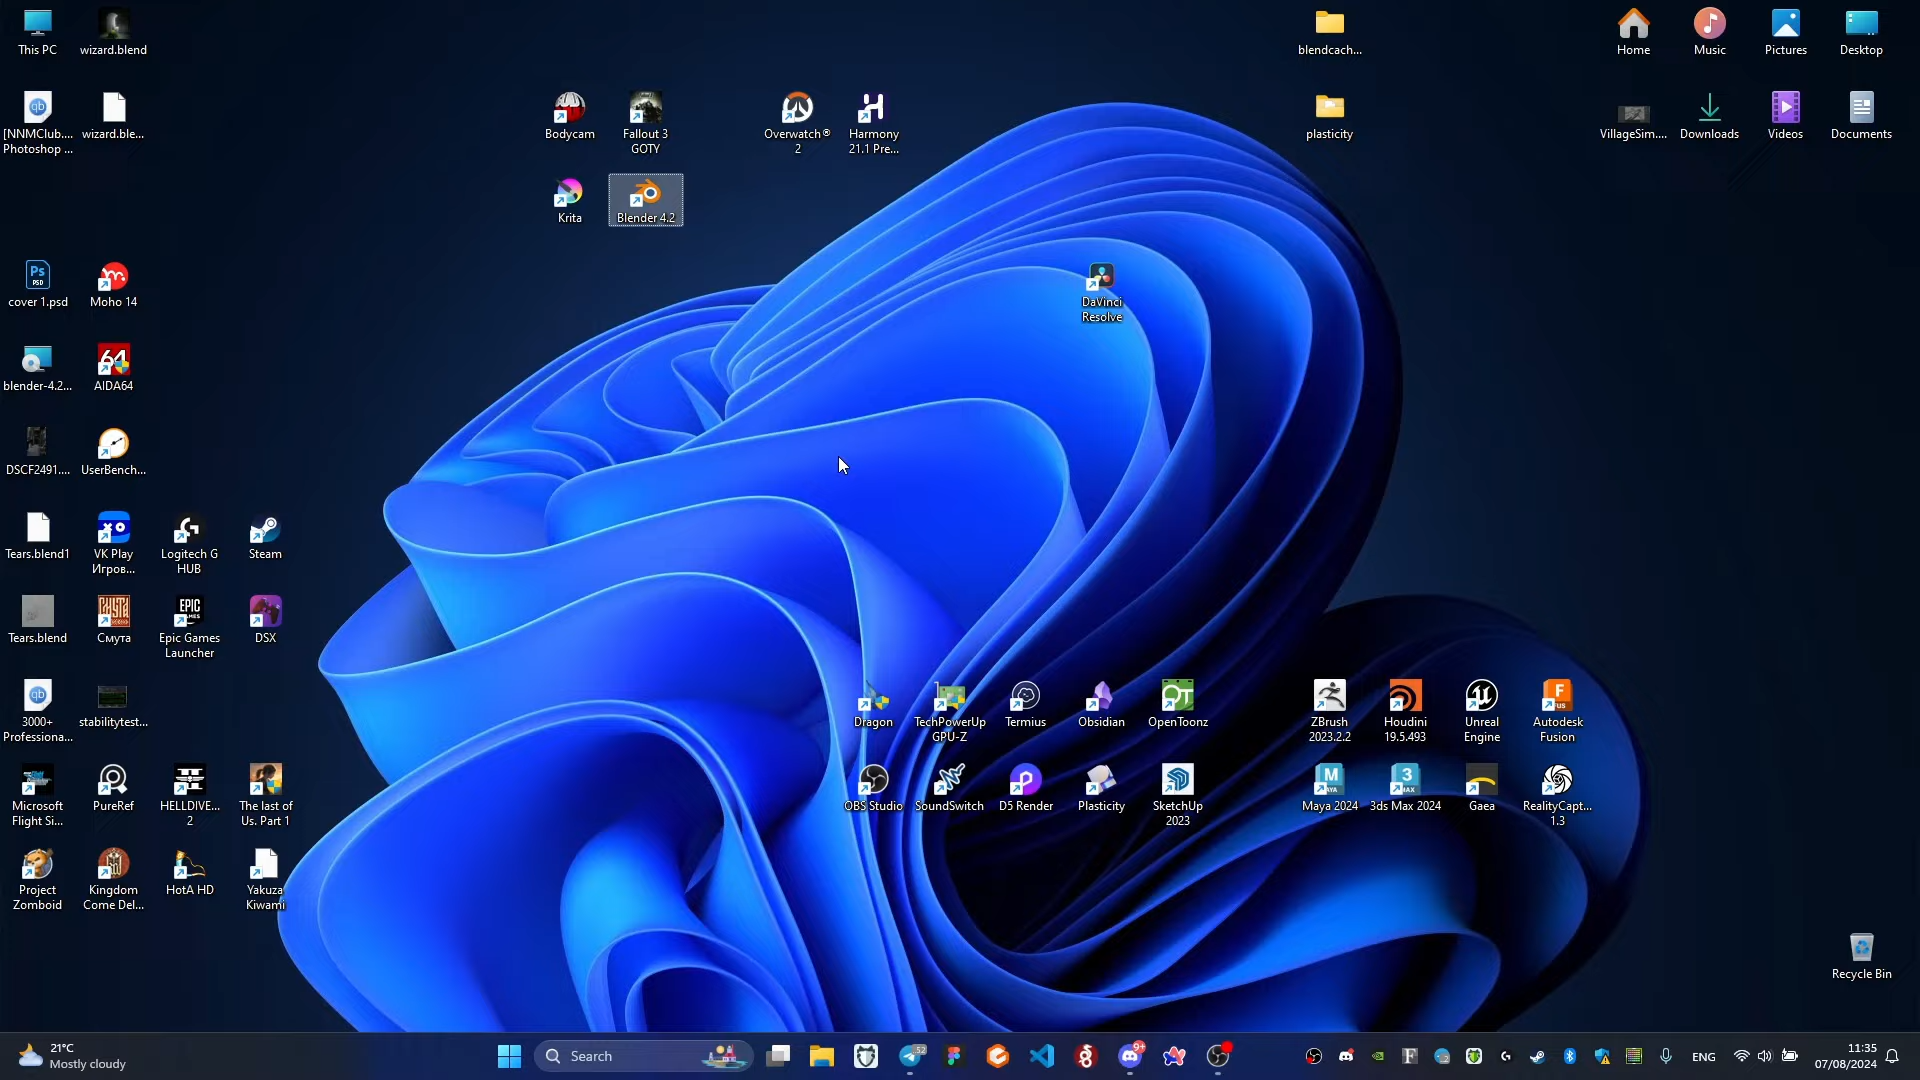 This PC
wizard.blend
blendcach...
Home
Music
Pictures
Desktop
[NNMClub....
Photoshop ...
wizard.ble...
Bodycam
Fallout 3
GOTY
Overwatch®
2
Harmony
21.1 Pre...
plasticity
VillageSim....
Downloads
Videos
Documents
Krita
Blender 4.2
cover 1.psd
Moho 14
DaVinci
Resolve
blender-4.2...
AIDA64
DSCF2491....
UserBench...
Tears.blend1
VK Play
Игров...
Logitech G
HUB
Steam
Tears.blend
Смута
Epic Games
Launcher
DSX
3000+
Professiona...
stabilitytest...
Dragon
TechPowerUp
GPU-Z
Termius
Obsidian
OpenToonz
ZBrush
2023.2.2
Houdini
19.5.493
Unreal
Engine
Autodesk
Fusion
Microsoft
Flight Si...
PureRef
HELLDIVE...
2
The last of
Us. Part 1
OBS Studio
SoundSwitch
D5 Render
Plasticity
SketchUp
2023
Maya 2024
3ds Max 2024
Gaea
RealityCapt...
1.3
Project
Zomboid
Kingdom
Come Del...
HotA HD
Yakuza
Kiwami
Recycle Bin
21°C
Mostly cloudy
Search
ENG
11:35
07/08/2024